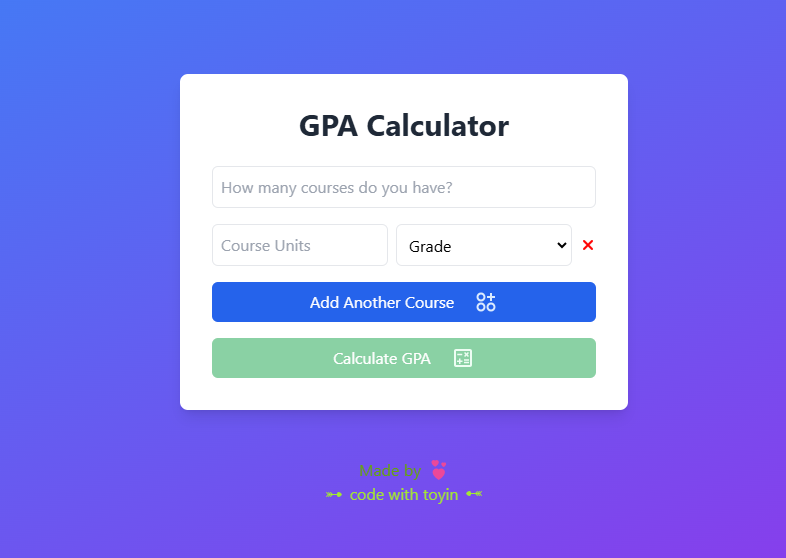 GPA Calculator
How many courses do you have?
Course Units Grade
Add Another Course
Calculate GPA
Made by
code with toyin